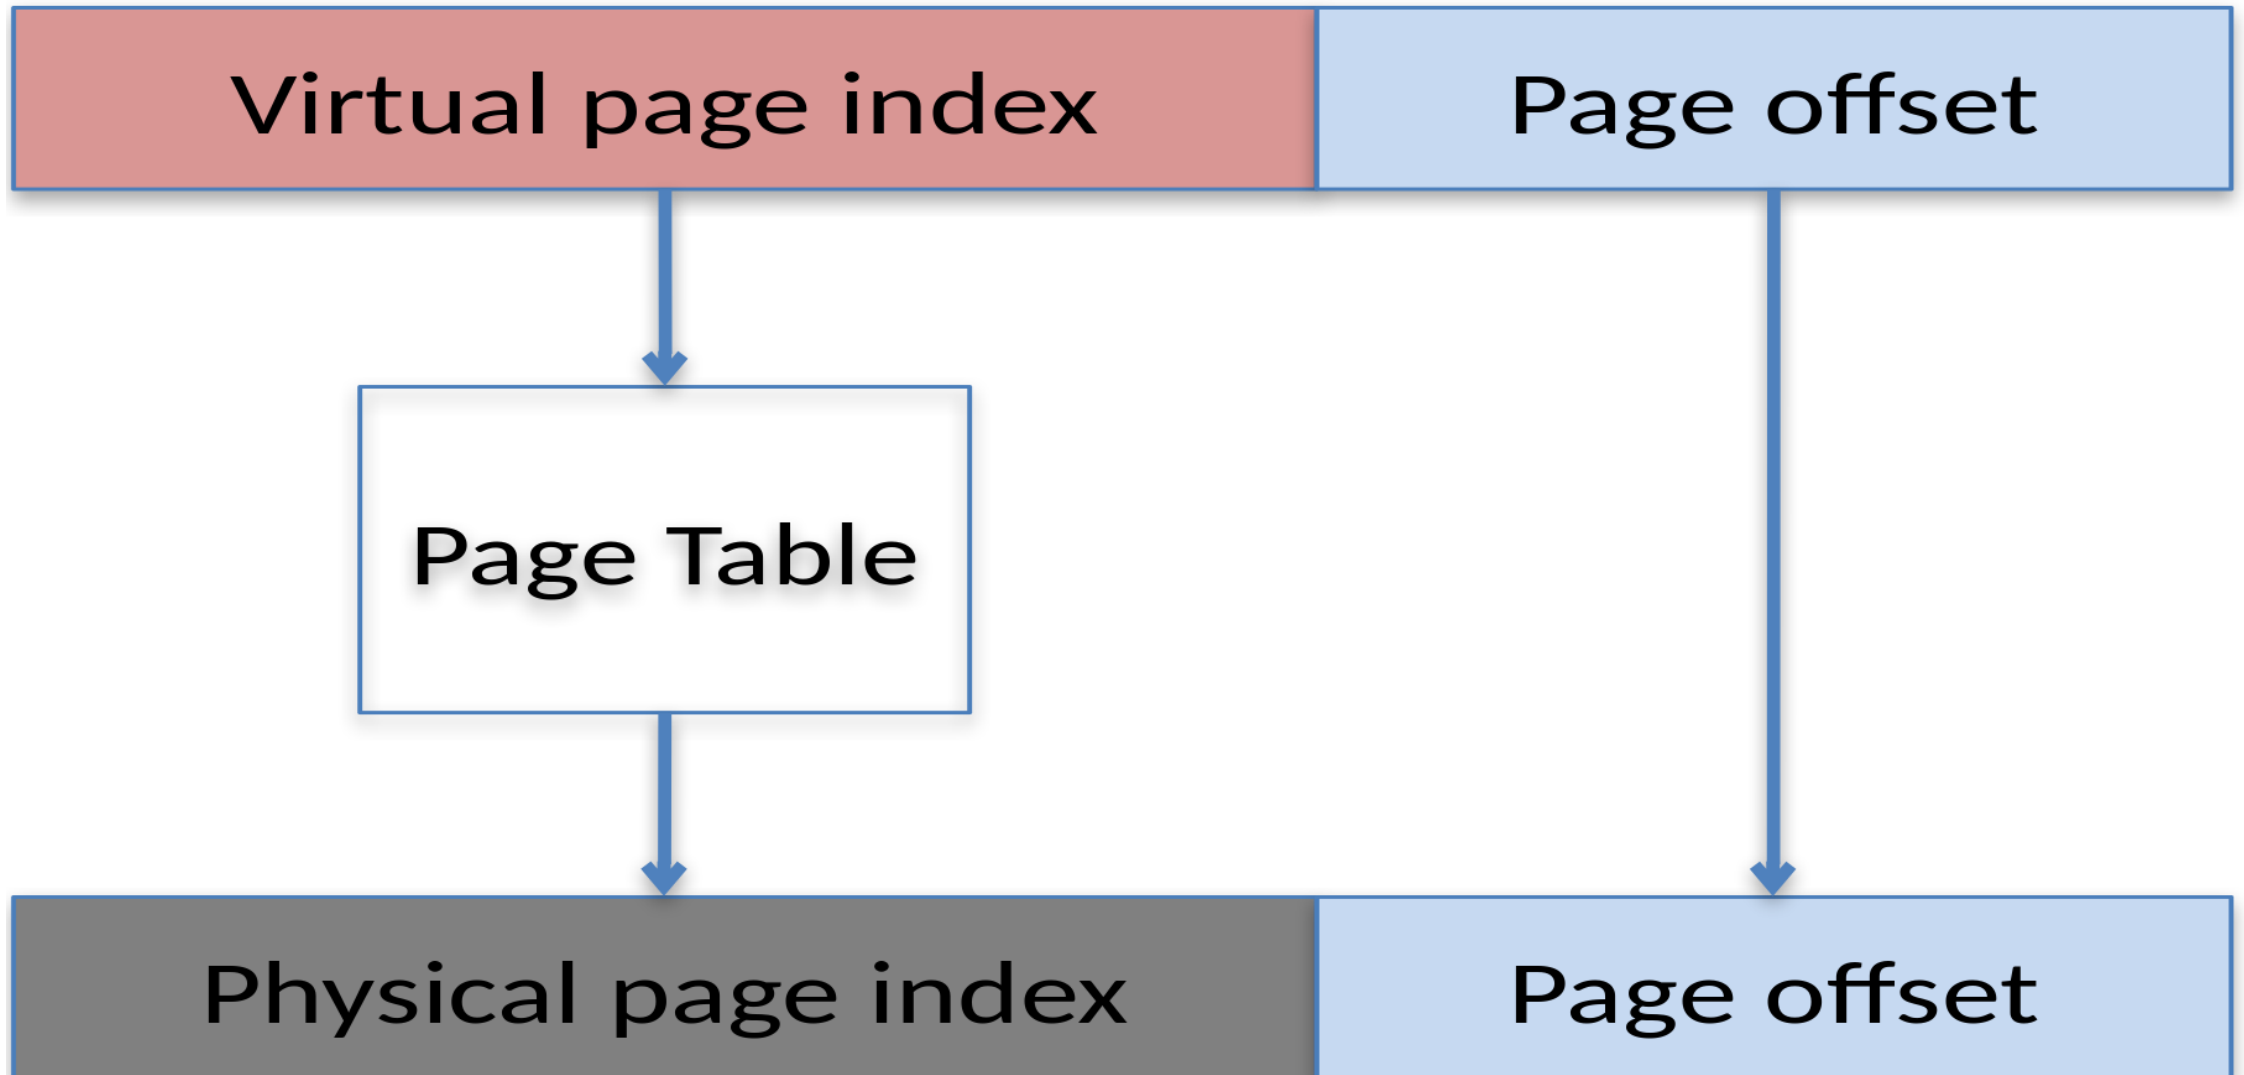 Virtual page index
Page offset
Page Table
Physical page index
Page offset